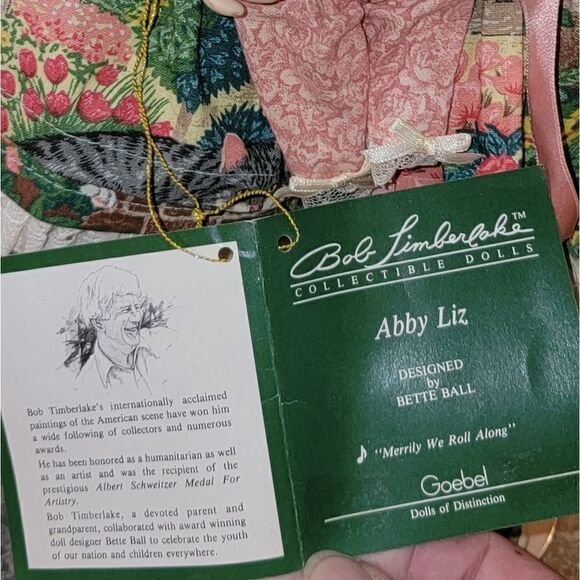 Bob Timberlake's internationally acclaimed
paintings of the American scene have won him
a wide following of collectors and numerous
awards.
He has been honored as a humanitarian as well
as an artist and was the recipient of the
prestigious Albert Schweitzer Medal For
Artistry.
Bob Timberlake, a devoted parent and
grandparent, collaborated with award winning
doll designer Bette Ball to celebrate the youth
of our nation and children everywhere.
Bob Timberlake™
COLLECTIBLE DOLLS
Abby Liz
DESIGNED
by
BETTE BALL
♪ "Merrily We Roll Along"
Goebel
Dolls of Distinction